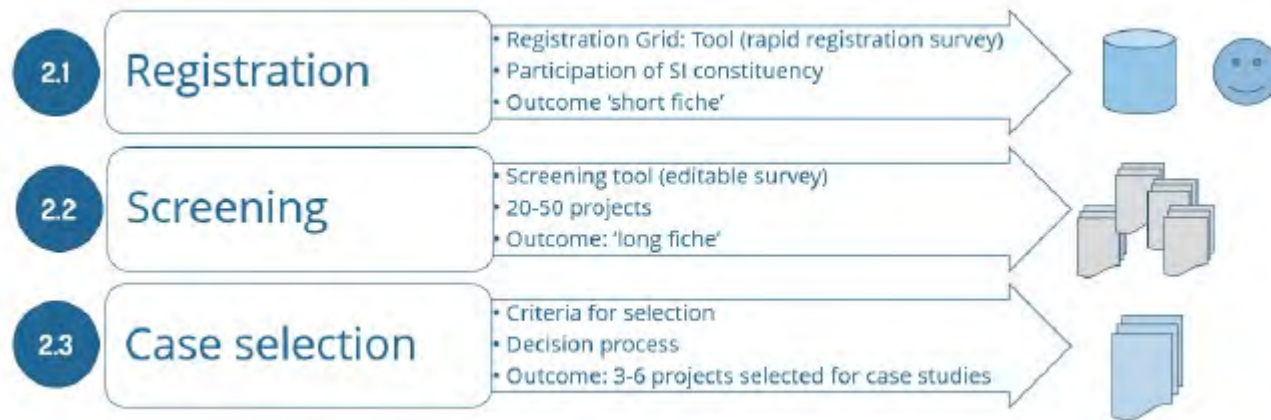 2.1
Registration
• Registration Grid: Tool (rapid registration survey)
• Participation of SI constituency
• Outcome ‘short fiche’
2.2
Screening
• Screening tool (editable survey)
• 20-50 projects
• Outcome: ‘long fiche’
2.3
Case selection
• Criteria for selection
• Decision process
• Outcome: 3-6 projects selected for case studies